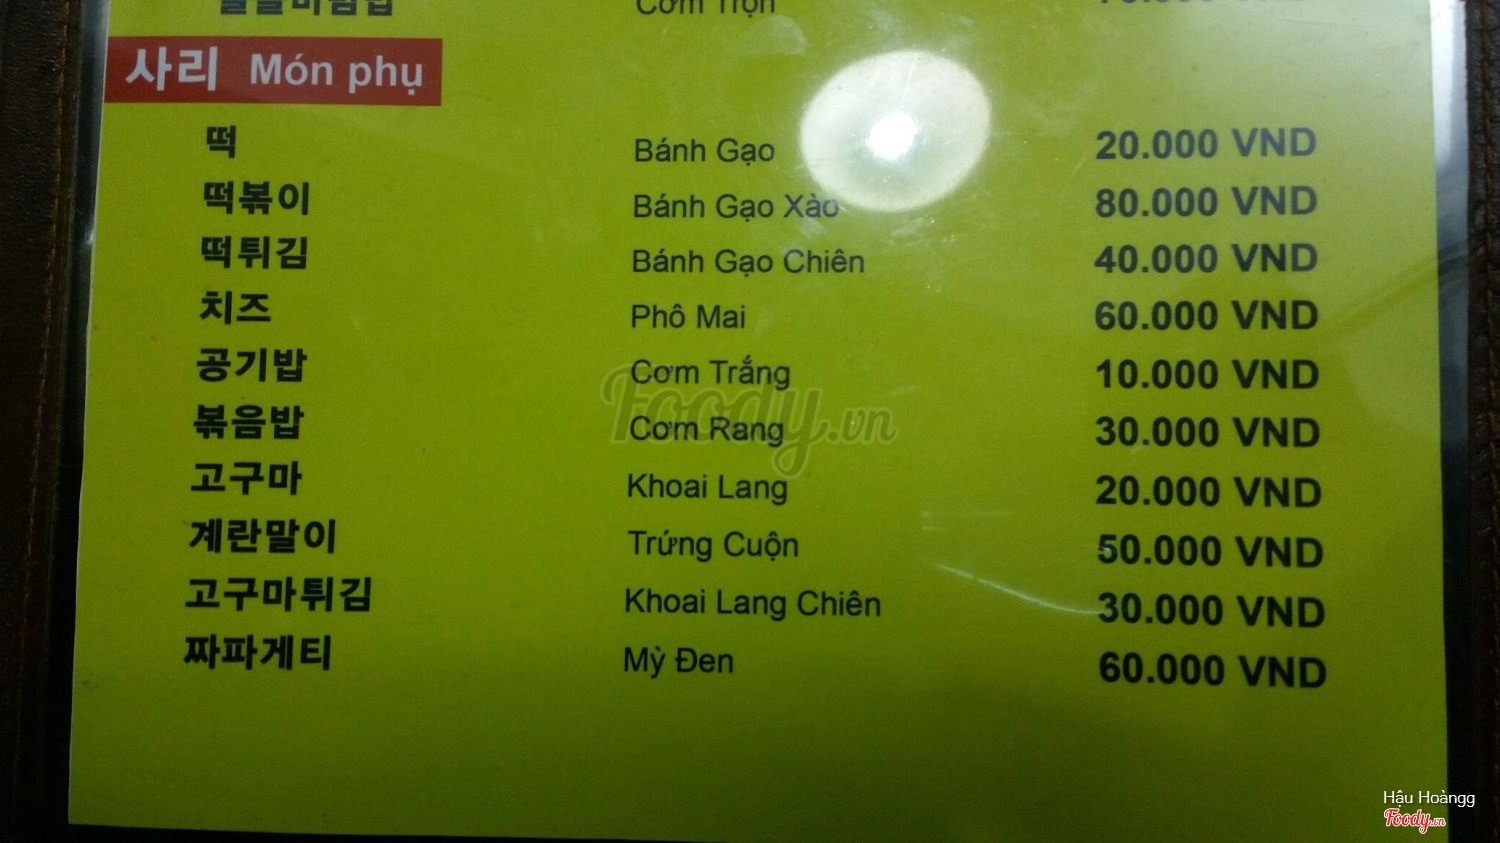 Cơm Trộn
사리 Món phụ
떡 Bánh Gạo 20.000 VND
떡볶이 Bánh Gạo Xào 80.000 VND
떡튀김 Bánh Gạo Chiên 40.000 VND
치즈 Phô Mai 60.000 VND
공기밥 Cơm Trắng 10.000 VND
볶음밥 Cơm Rang 30.000 VND
고구마 Khoai Lang 20.000 VND
계란말이 Trứng Cuộn 50.000 VND
고구마튀김 Khoai Lang Chiên 30.000 VND
짜파게티 Mỳ Đen 60.000 VND
Foody.vn
Hậu Hoàngg
Foody.vn